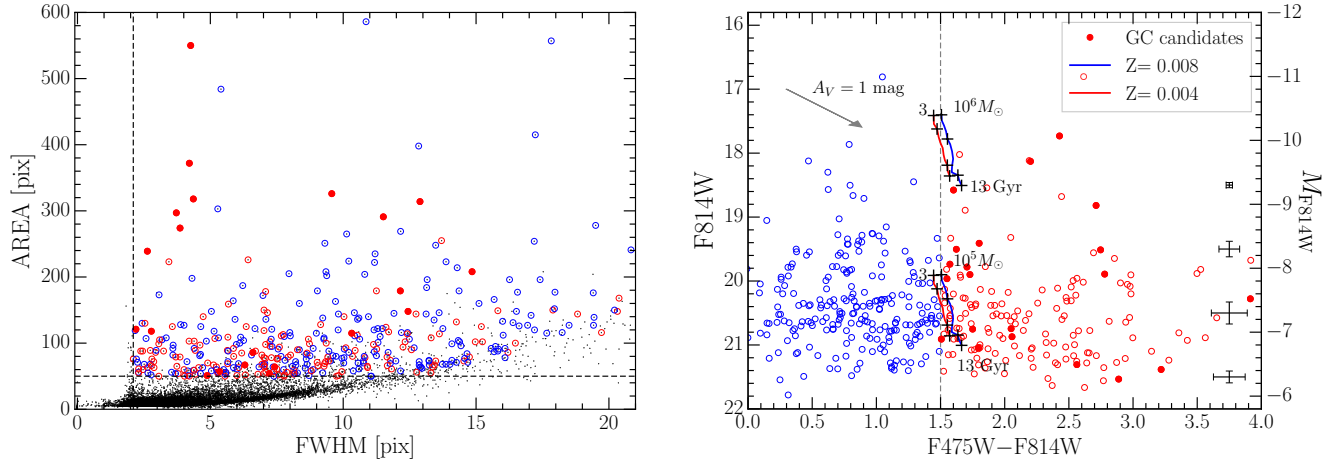 600
500
400
300
200
100
0
AREA [pix]
0 5 10 15 20
FWHM [pix]
16
17
18
19
20
21
22
F814W
0.0 0.5 1.0 1.5 2.0 2.5 3.0 3.5 4.0
F475W−F814W
−12
−11
−10
−9
−8
−7
−6
M_F814W
GC candidates
Z= 0.008
Z= 0.004
A_V = 1 mag
3
10^6 M_⊙
13 Gyr
10^5 M_⊙
3
13 Gyr